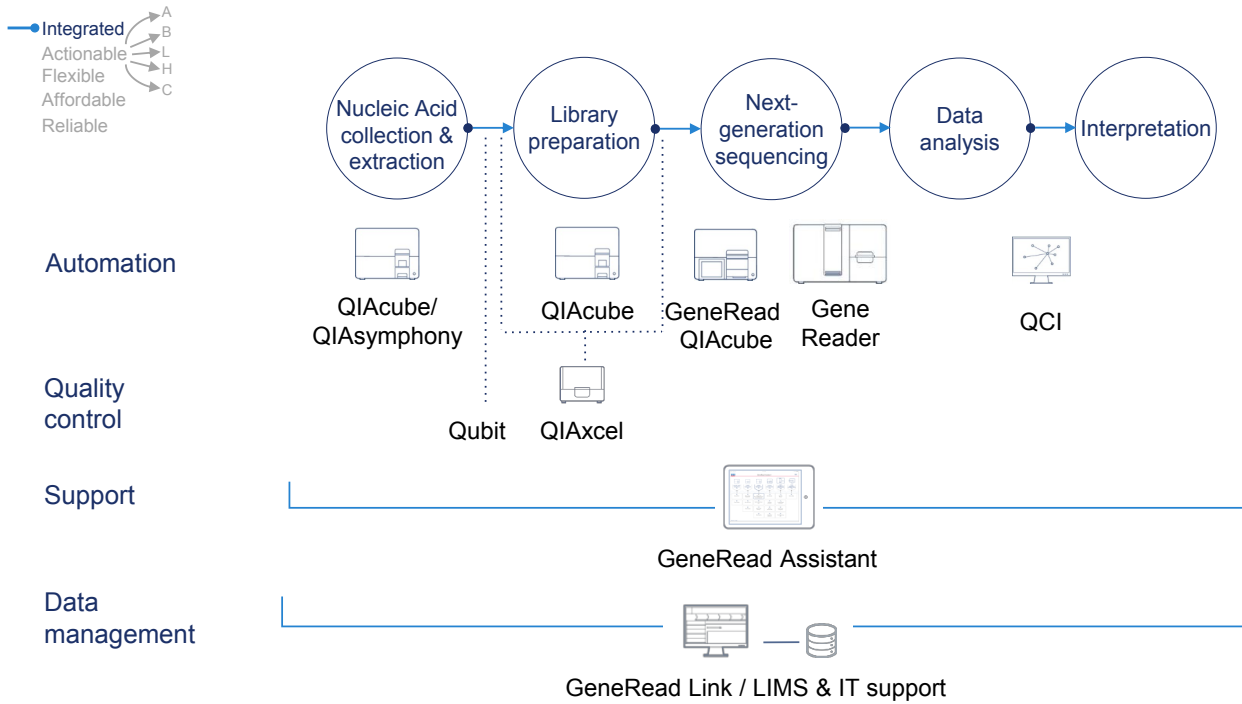 Integrated
Actionable
Flexible
Affordable
Reliable
A
B
L
H
C
Nucleic Acid
collection &
extraction
Library
preparation
Next-
generation
sequencing
Data
analysis
Interpretation
Automation
QIAcube/
QIAsymphony
QIAcube
GeneRead
QIAcube
Gene
Reader
QCI
Quality
control
Qubit
QIAxcel
Support
GeneRead Assistant
Data
management
GeneRead Link / LIMS & IT support